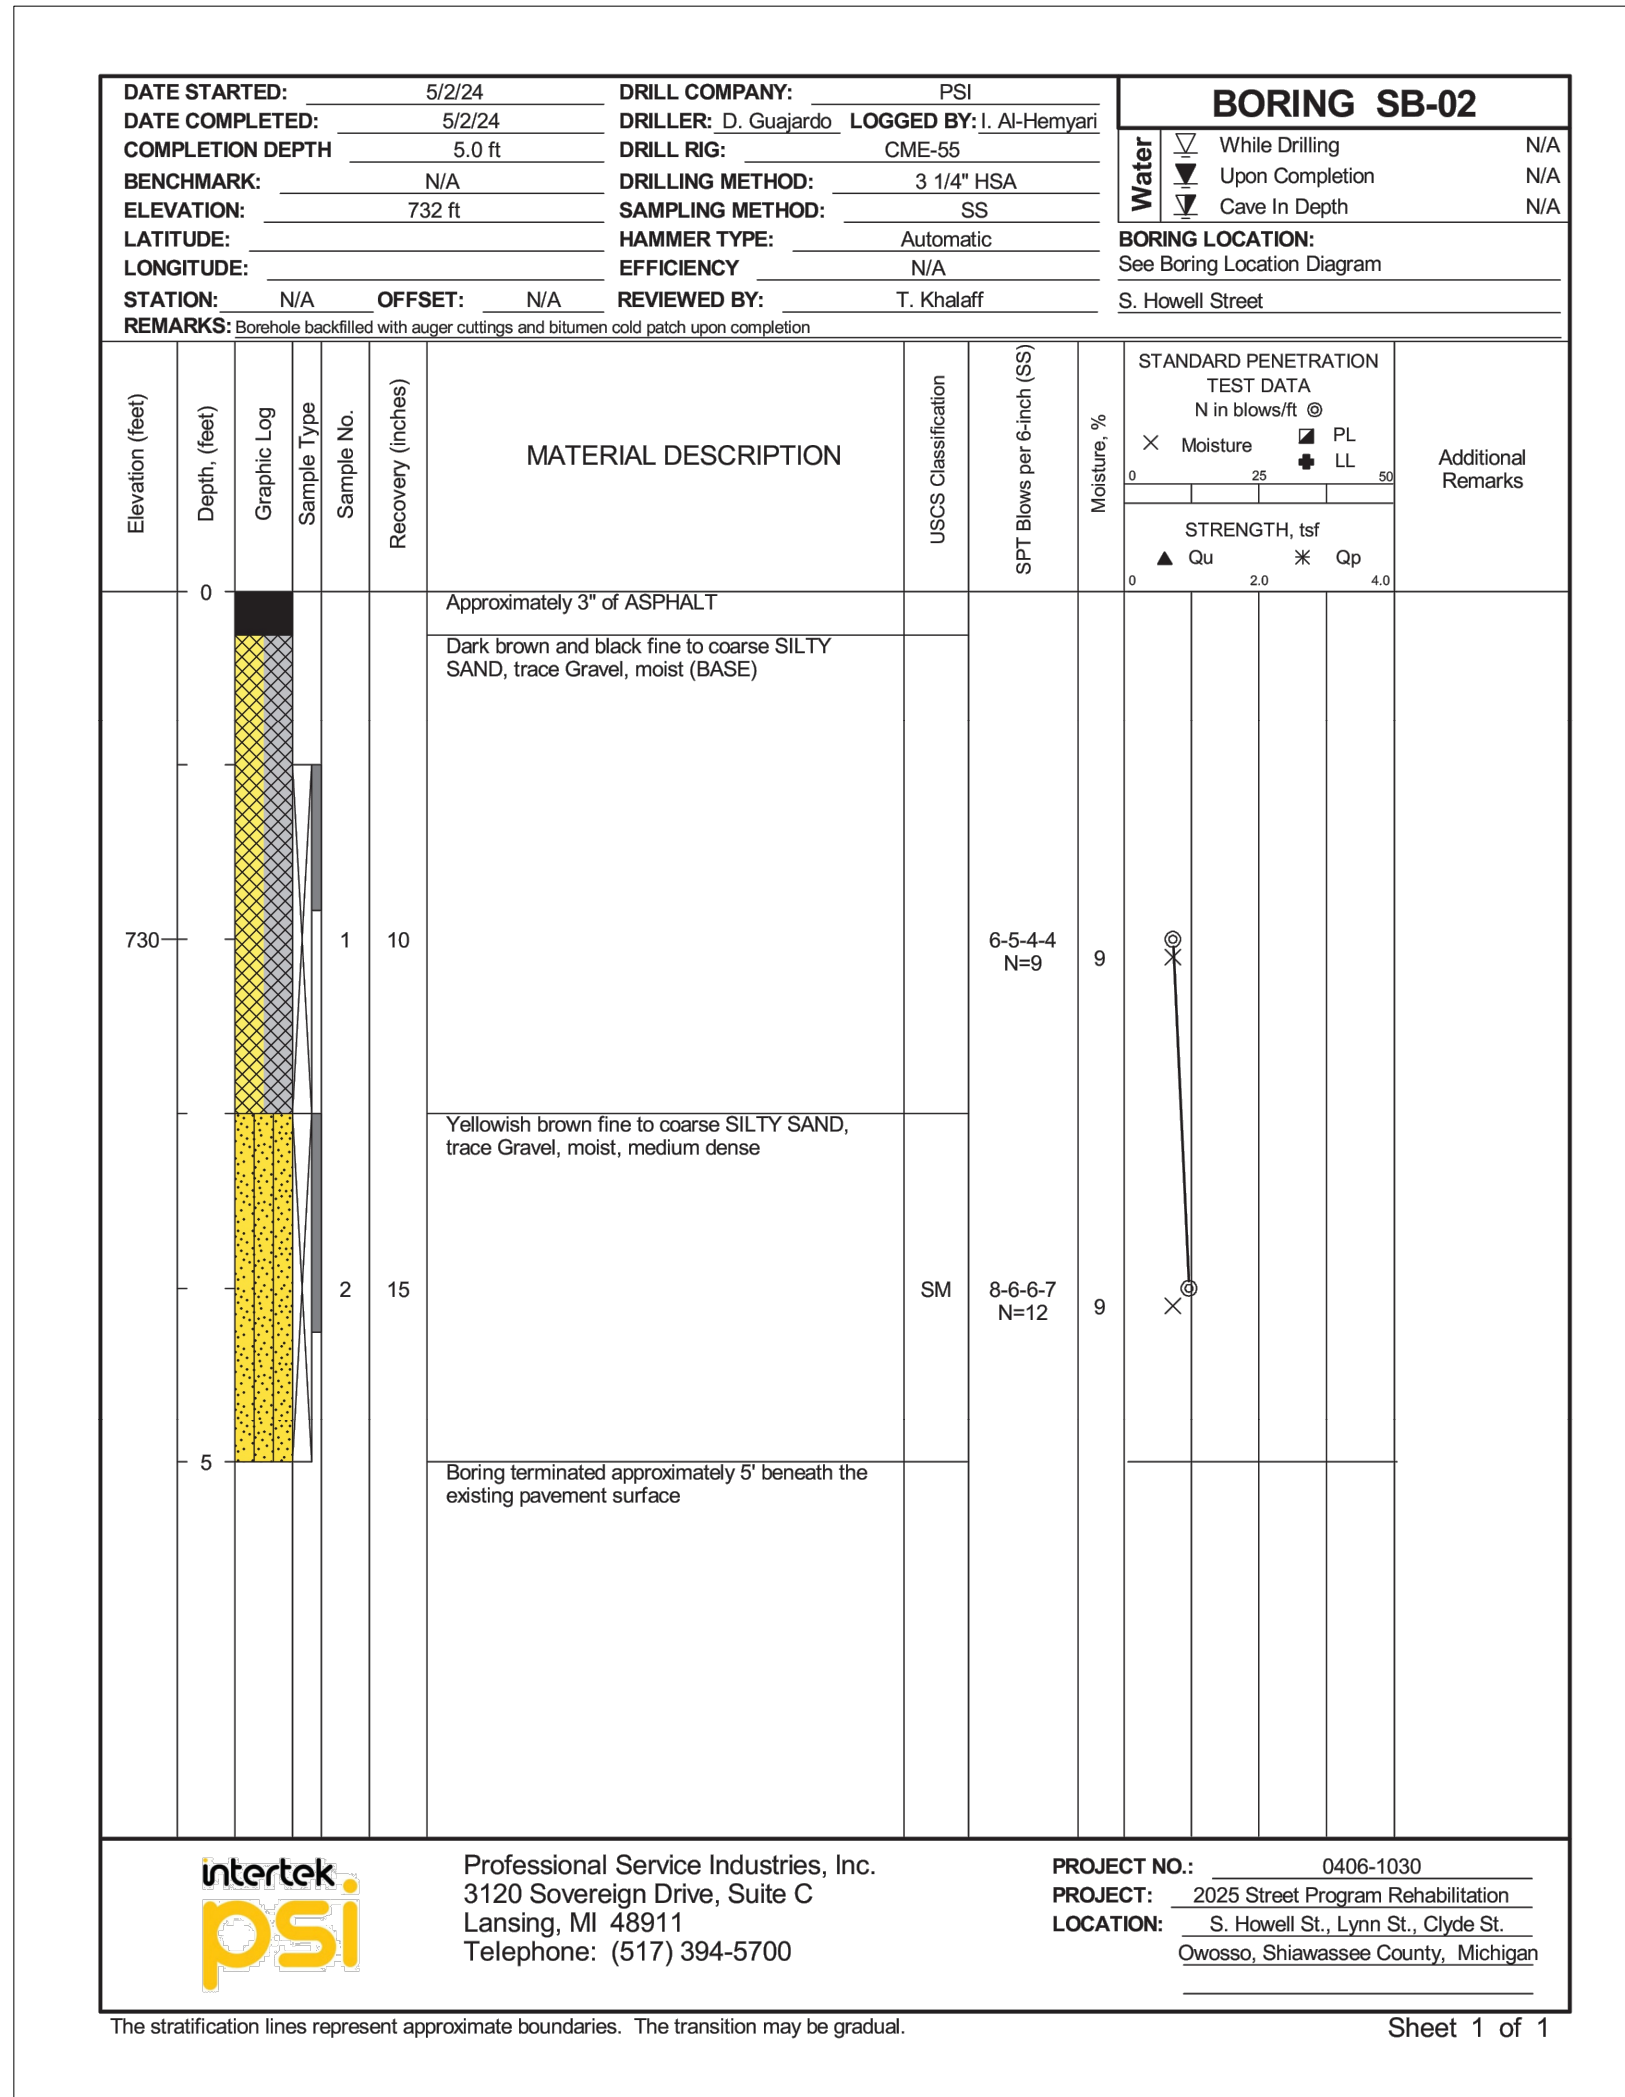 DATE STARTED: 5/2/24 DRILL COMPANY: PSI
DATE COMPLETED: 5/2/24 DRILLER: D. Guajardo LOGGED BY: I. Al-Hemyari
COMPLETION DEPTH 5.0 ft DRILL RIG: CME-55
BENCHMARK: N/A DRILLING METHOD: 3 1/4" HSA
ELEVATION: 732 ft SAMPLING METHOD: SS
LATITUDE: HAMMER TYPE: Automatic
LONGITUDE: EFFICIENCY N/A
STATION: N/A OFFSET: N/A REVIEWED BY: T. Khalaff
REMARKS: Borehole backfilled with auger cuttings and bitumen cold patch upon completion
BORING SB-02
Water
While Drilling N/A
Upon Completion N/A
Cave In Depth N/A
BORING LOCATION:
See Boring Location Diagram
S. Howell Street
Elevation (feet)
Depth, (feet)
Graphic Log
Sample Type
Sample No.
Recovery (inches)
MATERIAL DESCRIPTION
USCS Classification
SPT Blows per 6-inch (SS)
Moisture, %
STANDARD PENETRATION
TEST DATA
N in blows/ft
Moisture PL
LL
0 25 50
STRENGTH, tsf
Qu Qp
0 2.0 4.0
Additional
Remarks
0
Approximately 3" of ASPHALT
Dark brown and black fine to coarse SILTY
SAND, trace Gravel, moist (BASE)
730 1 10 6-5-4-4
N=9 9
Yellowish brown fine to coarse SILTY SAND,
trace Gravel, moist, medium dense
2 15 SM 8-6-6-7
N=12 9
5
Boring terminated approximately 5' beneath the
existing pavement surface
intertek
psi
Professional Service Industries, Inc.
3120 Sovereign Drive, Suite C
Lansing, MI 48911
Telephone: (517) 394-5700
PROJECT NO.: 0406-1030
PROJECT: 2025 Street Program Rehabilitation
LOCATION: S. Howell St., Lynn St., Clyde St.
Owosso, Shiawassee County, Michigan
The stratification lines represent approximate boundaries. The transition may be gradual.
Sheet 1 of 1